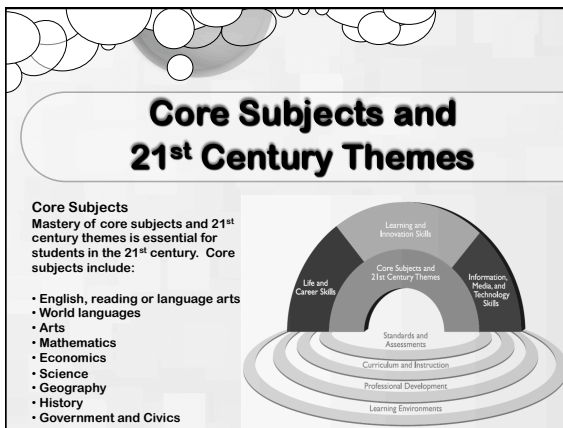 Core Subjects and
21st Century Themes
Core Subjects
Mastery of core subjects and 21st
century themes is essential for
students in the 21st century. Core
subjects include:
• English, reading or language arts
• World languages
• Arts
• Mathematics
• Economics
• Science
• Geography
• History
• Government and Civics
Learning and
Innovation Skills
Core Subjects and
21st Century Themes
Life and
Career Skills
Information,
Media, and
Technology
Skills
Standards and
Assessments
Curriculum and Instruction
Professional Development
Learning Environments